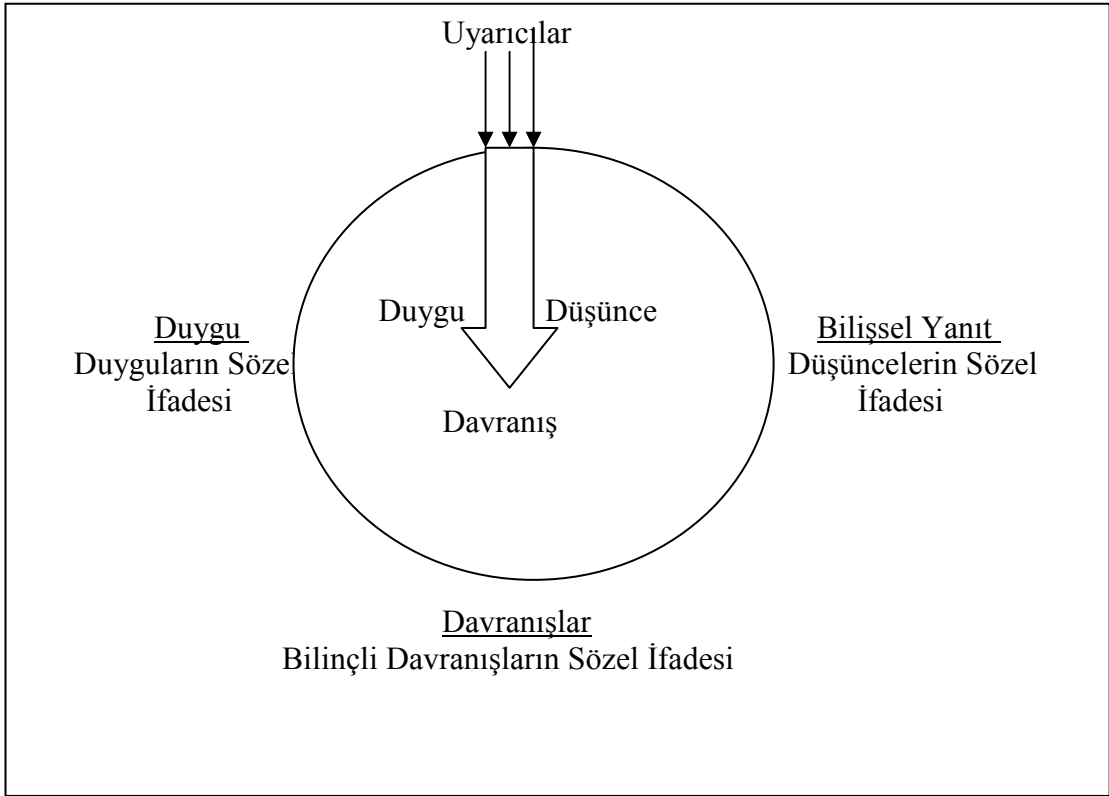 Uyarıcılar
Duygu
Düşünce
Davranış
Duygu
Duyguların Sözel
İfadesi
Bilişsel Yanıt
Düşüncelerin Sözel
İfadesi
Davranışlar
Bilinçli Davranışların Sözel İfadesi